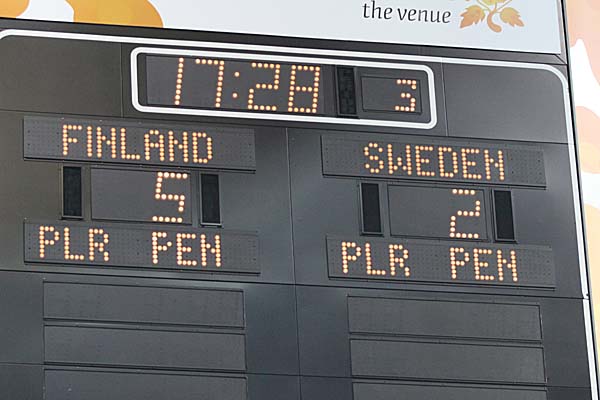 the venue
17:28 3
FINLAND SWEDEN
5 2
PLR PEN PLR PEN